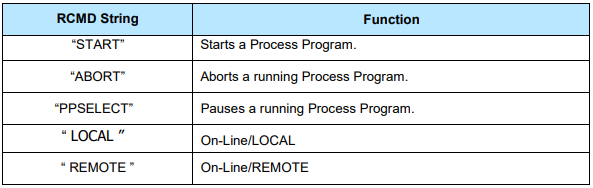 RCMD String Function
“START” Starts a Process Program.
“ABORT” Aborts a running Process Program.
“PPSELECT” Pauses a running Process Program.
“ LOCAL ” On-Line/LOCAL
“ REMOTE ” On-Line/REMOTE